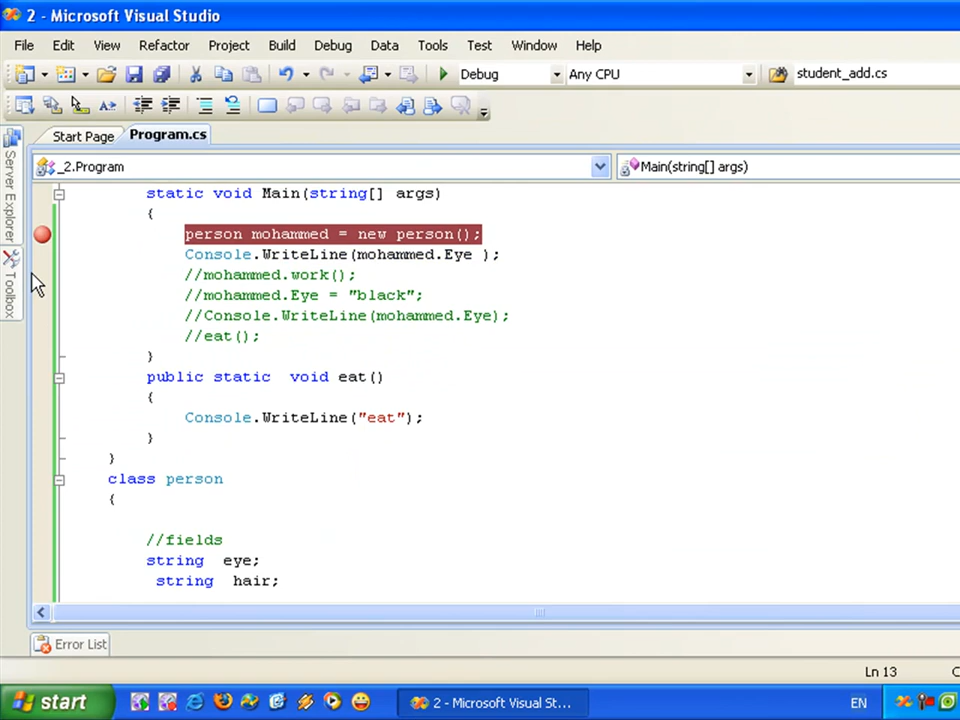 2 - Microsoft Visual Studio
File Edit View Refactor Project Build Debug Data Tools Test Window Help
Debug Any CPU student_add.cs
Start Page Program.cs
_2.Program Main(string[] args)
Server Explorer
Toolbox
static void Main(string[] args)
{
person mohammed = new person();
Console.WriteLine(mohammed.Eye );
//mohammed.work();
//mohammed.Eye = "black";
//Console.WriteLine(mohammed.Eye);
//eat();
}
public static  void eat()
{
Console.WriteLine("eat");
}
}
class person
{
//fields
string  eye;
string  hair;
Error List
Ln 13
start 2 - Microsoft Visual St... EN